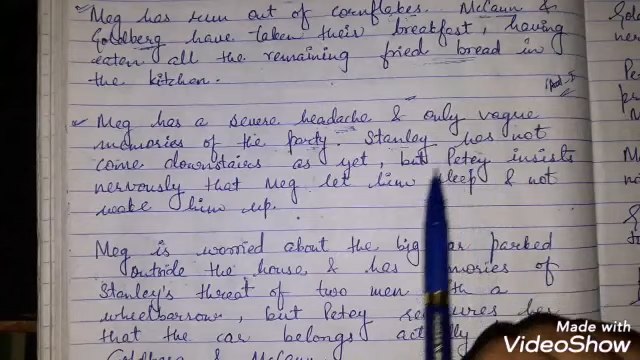 Meg has run out of cornflakes. McCann &
Goldberg have taken their breakfast, having
eaten all the remaining fried bread in
the kitchen.
Meg has a severe headache & only vague
memories of the party. Stanley has not
come downstairs as yet, but Petey insists
nervously that Meg let him sleep & not
wake him up.
Meg is worried about the big car parked
outside the house & has memories of
Stanley's threat of two men with a
wheelbarrow, but Petey her
that the car belongs
Goldberg & McCann
Made with
VideoShow